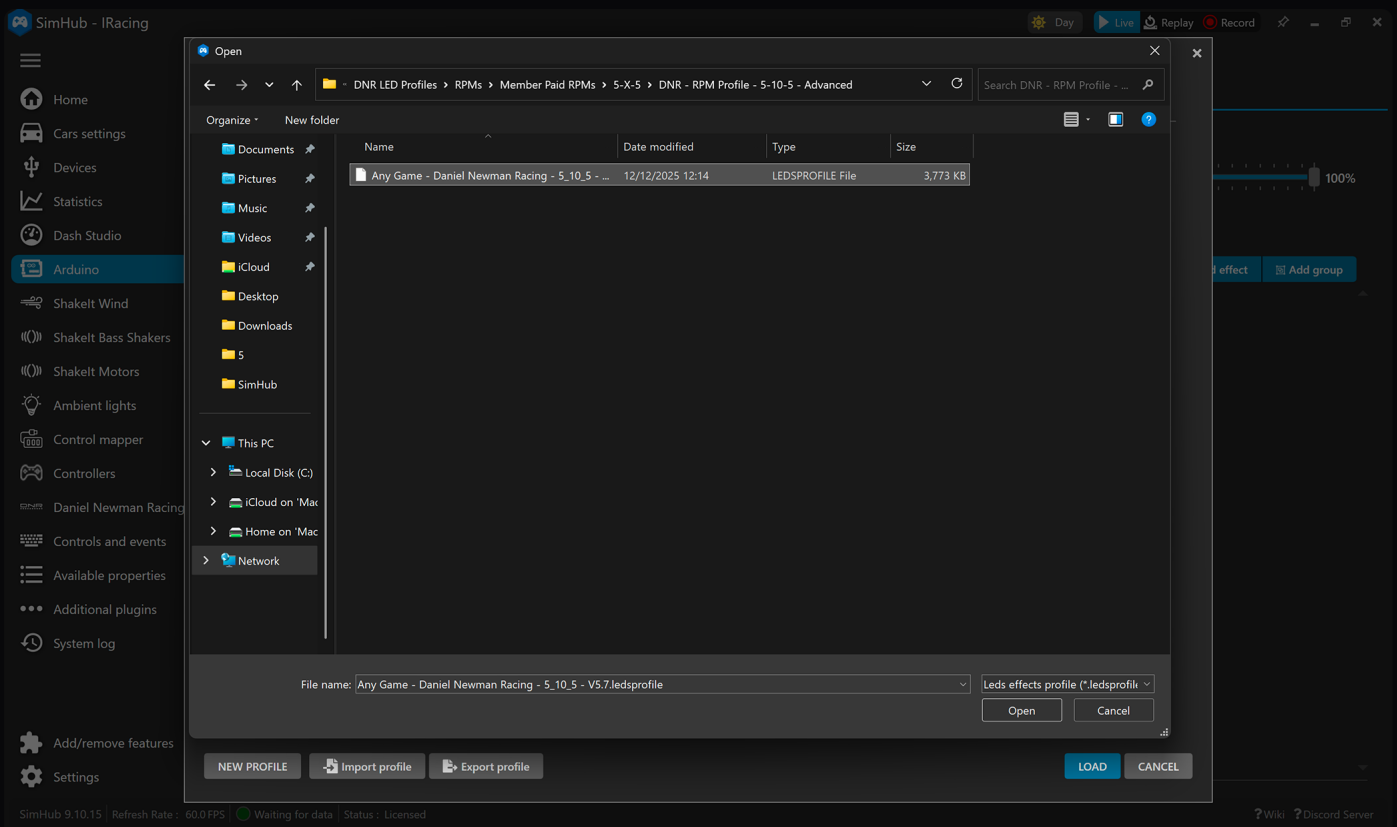 SimHub - IRacing
Day
Live
Replay
Record
Open
DNR LED Profiles > RPMs > Member Paid RPMs > 5-X-5 > DNR - RPM Profile - 5-10-5 - Advanced
Search DNR - RPM Profile - ...
Organize
New folder
Home
Cars settings
Devices
Statistics
Dash Studio
Arduino
ShakeIt Wind
ShakeIt Bass Shakers
ShakeIt Motors
Ambient lights
Control mapper
Controllers
DNR Daniel Newman Racing
Controls and events
Available properties
Additional plugins
System log
Add/remove features
Settings
Documents
Pictures
Music
Videos
iCloud
Desktop
Downloads
5
SimHub
This PC
Local Disk (C:)
iCloud on 'Mac
Home on 'Mac
Network
Name Date modified Type Size
Any Game - Daniel Newman Racing - 5_10_5 - ... 12/12/2025 12:14 LEDSPROFILE File 3,773 KB
100%
effect
Add group
File name: Any Game - Daniel Newman Racing - 5_10_5 - V5.7.ledsprofile
Leds effects profile (*.ledsprofile
Open
Cancel
NEW PROFILE
Import profile
Export profile
LOAD
CANCEL
SimHub 9.10.15 Refresh Rate : 60.0 FPS Waiting for data Status : Licensed
? Wiki ? Discord Server